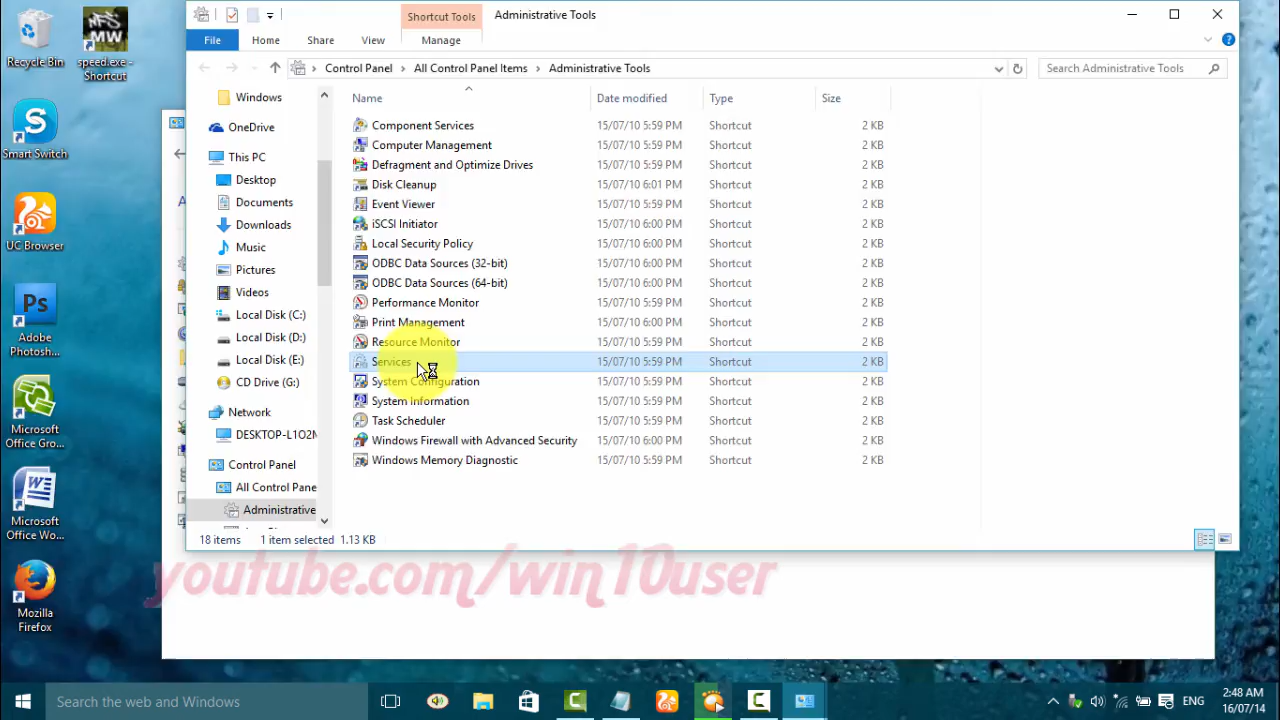 Shortcut Tools
Administrative Tools
File
Home
Share
View
Manage
Control Panel
All Control Panel Items
Administrative Tools
Search Administrative Tools
Recycle Bin
speed.exe - Shortcut
Smart Switch
UC Browser
Adobe
Photosh...
Microsoft
Office Gro...
Microsoft
Office Wo...
Mozilla
Firefox
Windows
OneDrive
This PC
Desktop
Documents
Downloads
Music
Pictures
Videos
Local Disk (C:)
Local Disk (D:)
Local Disk (E:)
CD Drive (G:)
Network
DESKTOP-L1O2M
Control Panel
All Control Pane
Administrative
Name Date modified Type Size
Component Services 15/07/10 5:59 PM Shortcut 2 KB
Computer Management 15/07/10 5:59 PM Shortcut 2 KB
Defragment and Optimize Drives 15/07/10 5:59 PM Shortcut 2 KB
Disk Cleanup 15/07/10 6:01 PM Shortcut 2 KB
Event Viewer 15/07/10 5:59 PM Shortcut 2 KB
iSCSI Initiator 15/07/10 6:00 PM Shortcut 2 KB
Local Security Policy 15/07/10 6:00 PM Shortcut 2 KB
ODBC Data Sources (32-bit) 15/07/10 6:00 PM Shortcut 2 KB
ODBC Data Sources (64-bit) 15/07/10 6:00 PM Shortcut 2 KB
Performance Monitor 15/07/10 5:59 PM Shortcut 2 KB
Print Management 15/07/10 6:00 PM Shortcut 2 KB
Resource Monitor 15/07/10 5:59 PM Shortcut 2 KB
Services 15/07/10 5:59 PM Shortcut 2 KB
System Configuration 15/07/10 5:59 PM Shortcut 2 KB
System Information 15/07/10 5:59 PM Shortcut 2 KB
Task Scheduler 15/07/10 5:59 PM Shortcut 2 KB
Windows Firewall with Advanced Security 15/07/10 6:00 PM Shortcut 2 KB
Windows Memory Diagnostic 15/07/10 5:59 PM Shortcut 2 KB
18 items 1 item selected 1.13 KB
youtube.com/win10user
Search the web and Windows
ENG
2:48 AM
16/07/14